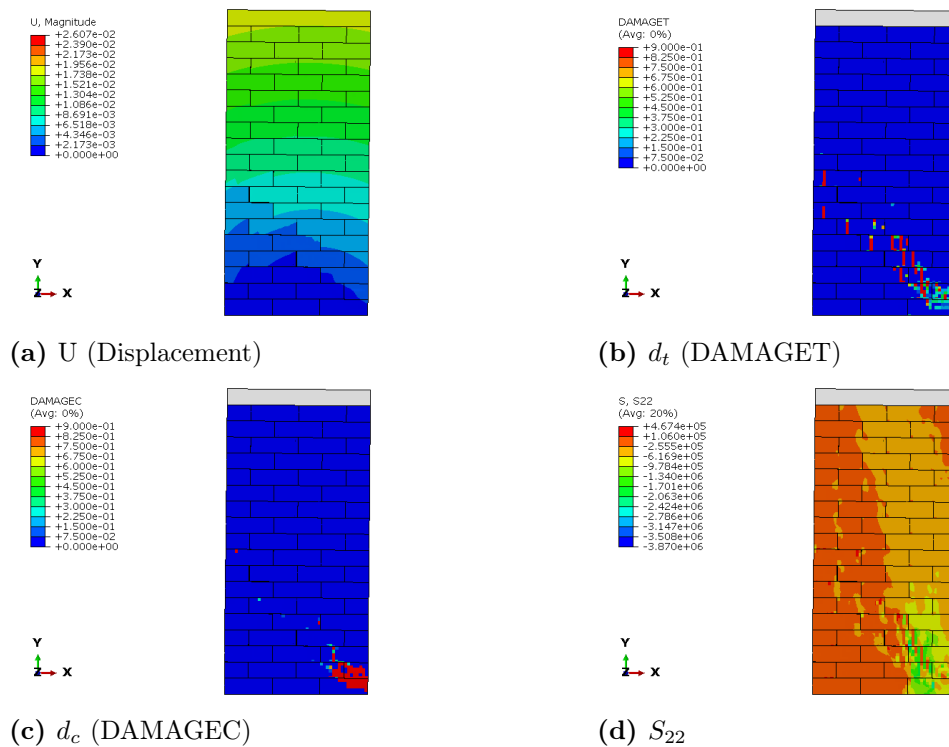 U, Magnitude
+2.607e-02
+2.390e-02
+2.173e-02
+1.956e-02
+1.738e-02
+1.521e-02
+1.304e-02
+1.086e-02
+8.691e-03
+6.518e-03
+4.346e-03
+2.173e-03
+0.000e+00
Y
Z X
(a) U (Displacement)
DAMAGET
(Avg: 0%)
+9.000e-01
+8.250e-01
+7.500e-01
+6.750e-01
+6.000e-01
+5.250e-01
+4.500e-01
+3.750e-01
+3.000e-01
+2.250e-01
+1.500e-01
+7.500e-02
+0.000e+00
Y
Z X
(b) d_t (DAMAGET)
DAMAGEC
(Avg: 0%)
+9.000e-01
+8.250e-01
+7.500e-01
+6.750e-01
+6.000e-01
+5.250e-01
+4.500e-01
+3.750e-01
+3.000e-01
+2.250e-01
+1.500e-01
+7.500e-02
+0.000e+00
Y
Z X
(c) d_c (DAMAGEC)
S, S22
(Avg: 20%)
+4.674e+05
+1.060e+05
-2.555e+05
-6.169e+05
-9.784e+05
-1.340e+06
-1.701e+06
-2.063e+06
-2.424e+06
-2.786e+06
-3.147e+06
-3.508e+06
-3.870e+06
Y
Z X
(d) S_22